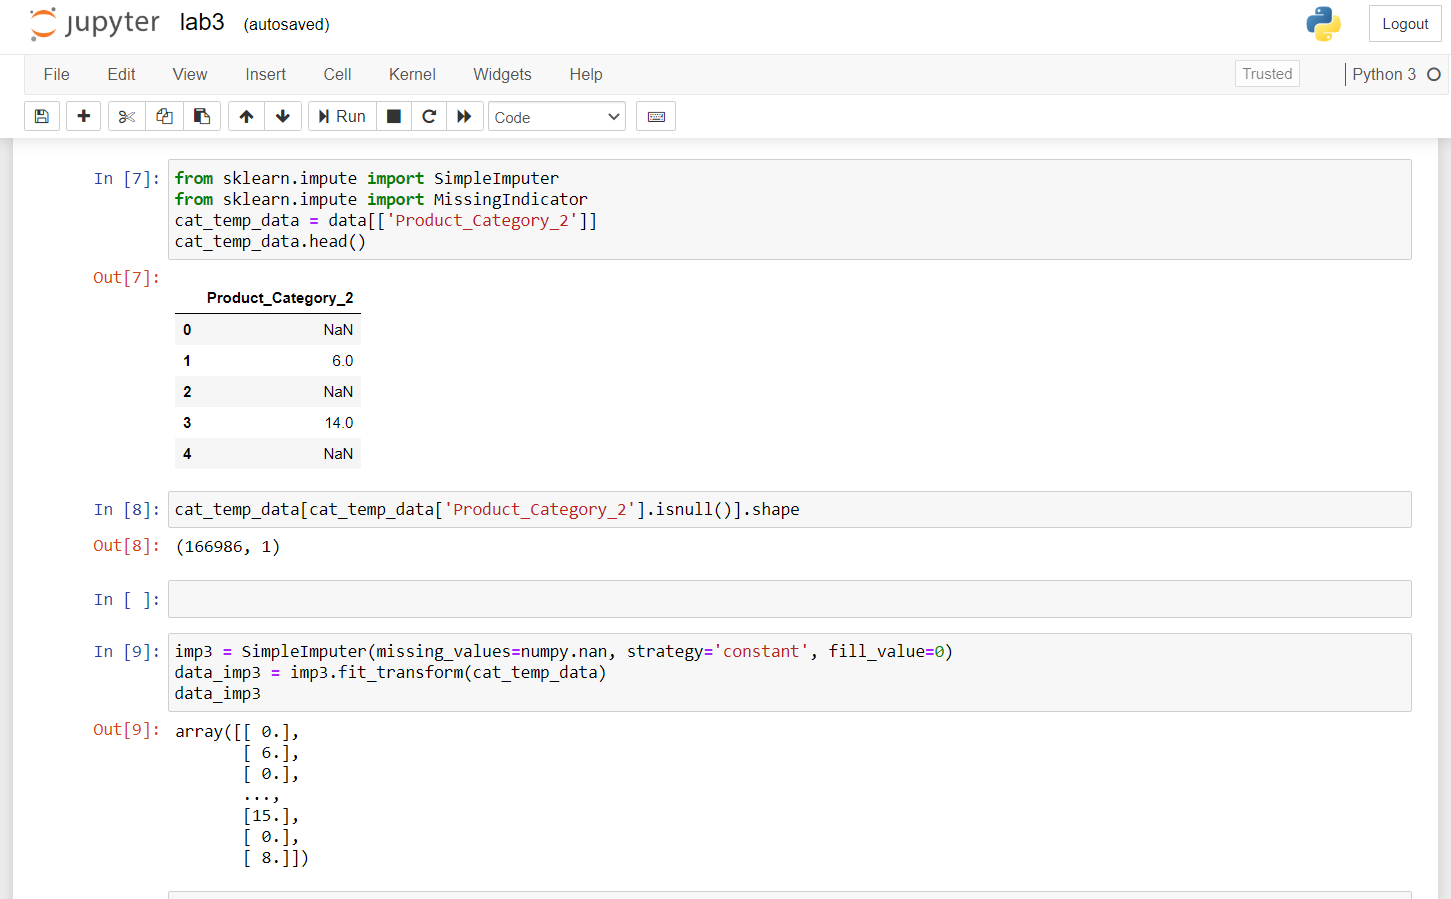 jupyter lab3 (autosaved)
Logout
File Edit View Insert Cell Kernel Widgets Help
Trusted
Python 3
Run
Code
In [7]: from sklearn.impute import SimpleImputer
from sklearn.impute import MissingIndicator
cat_temp_data = data[['Product_Category_2']]
cat_temp_data.head()
Out[7]:
Product_Category_2
0 NaN
1 6.0
2 NaN
3 14.0
4 NaN
In [8]: cat_temp_data[cat_temp_data['Product_Category_2'].isnull()].shape
Out[8]: (166986, 1)
In [ ]:
In [9]: imp3 = SimpleImputer(missing_values=numpy.nan, strategy='constant', fill_value=0)
data_imp3 = imp3.fit_transform(cat_temp_data)
data_imp3
Out[9]: array([[ 0.],
[ 6.],
[ 0.],
...,
[15.],
[ 0.],
[ 8.]])